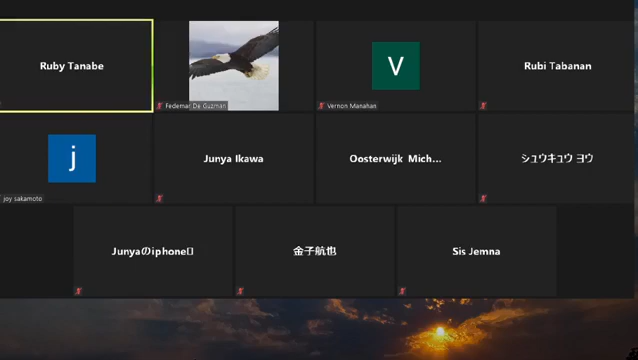 Ruby Tanabe
Federmar De Guzman
V
Vernon Manahan
Rubi Tabanan
j
joy sakamoto
Junya Ikawa
Oosterwijk Mich...
シュウキュウ ヨウ
Junyaのiphone
金子航也
Sis Jemna